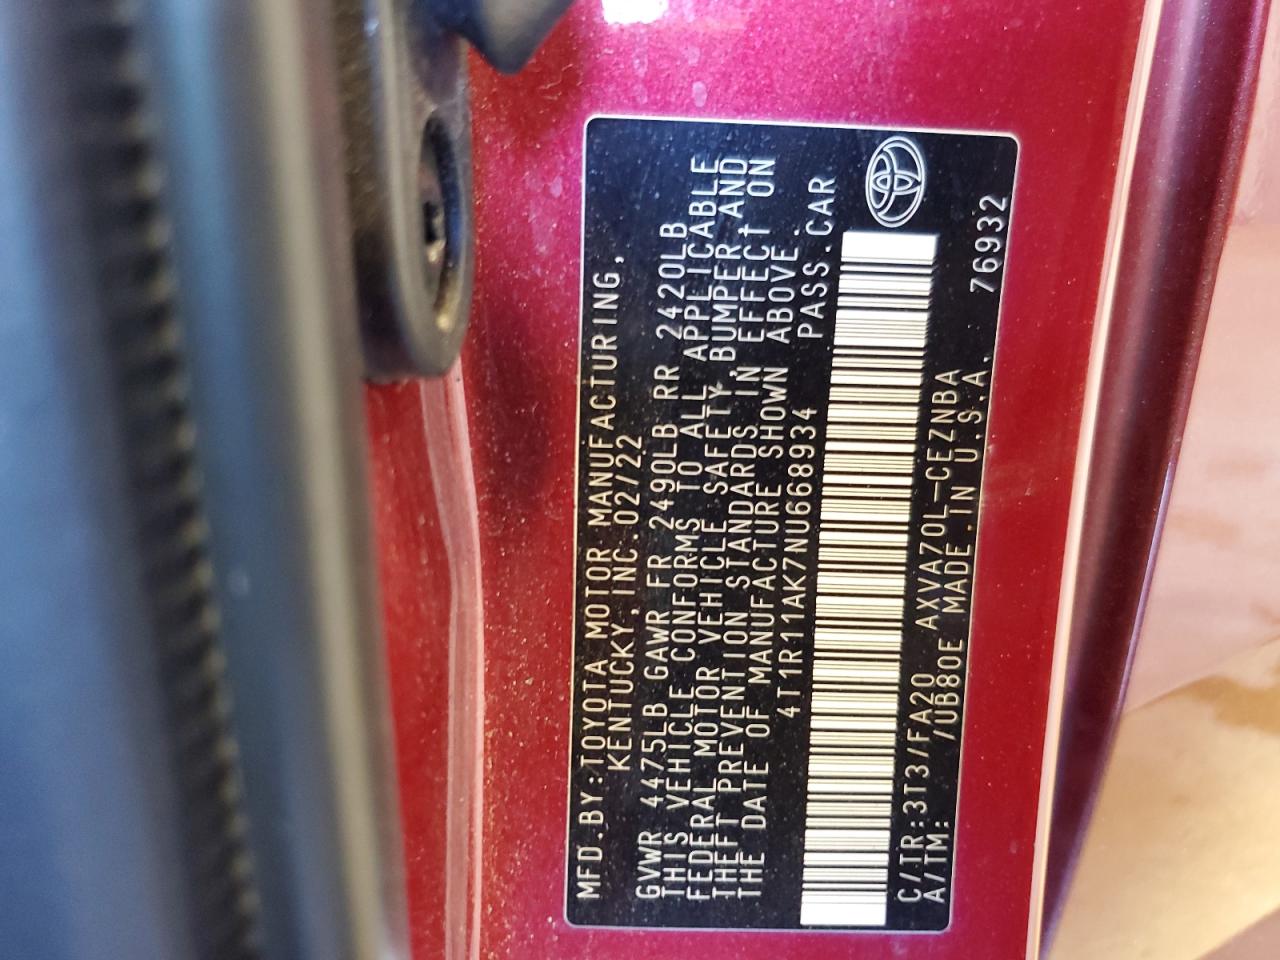 MFD.BY:TOYOTA MOTOR MANUFACTURING,
KENTUCKY,INC.02/22
GVWR 4475LB GAWR FR 2490LB RR 2420LB
THIS VEHICLE CONFORMS TO ALL APPLICABLE
FEDERAL MOTOR VEHICLE SAFETY,BUMPER AND
THEFT PREVENTION STANDARDS IN EFFECT ON
THE DATE OF MANUFACTURE SHOWN ABOVE.
4T1R11AK7NU668934 PASS.CAR
C/TR:3T3/FA20 AXVA70L-CEZNBA 76932
A/TM: /UB80E MADE IN U.S.A.